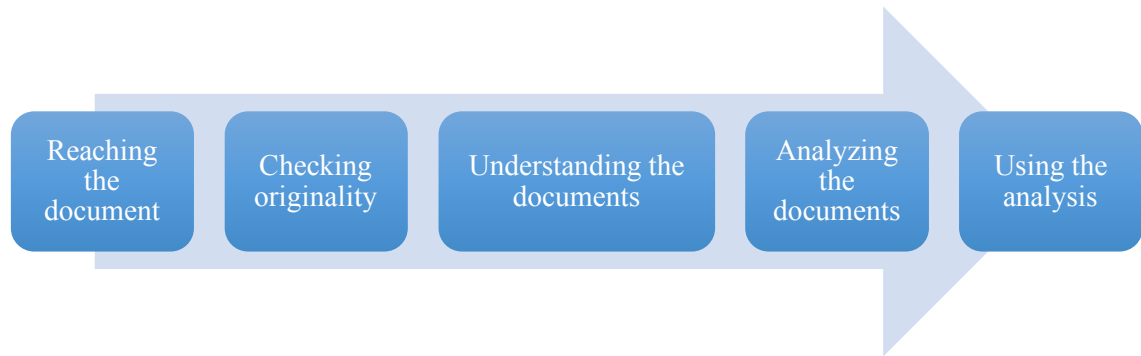 Reaching
the
document
Checking
originality
Understanding the
documents
Analyzing
the
documents
Using the
analysis